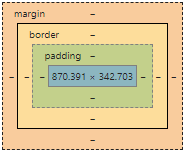 margin –
border –
padding –
– – – 870.391 × 342.703 – – –
–
–
–